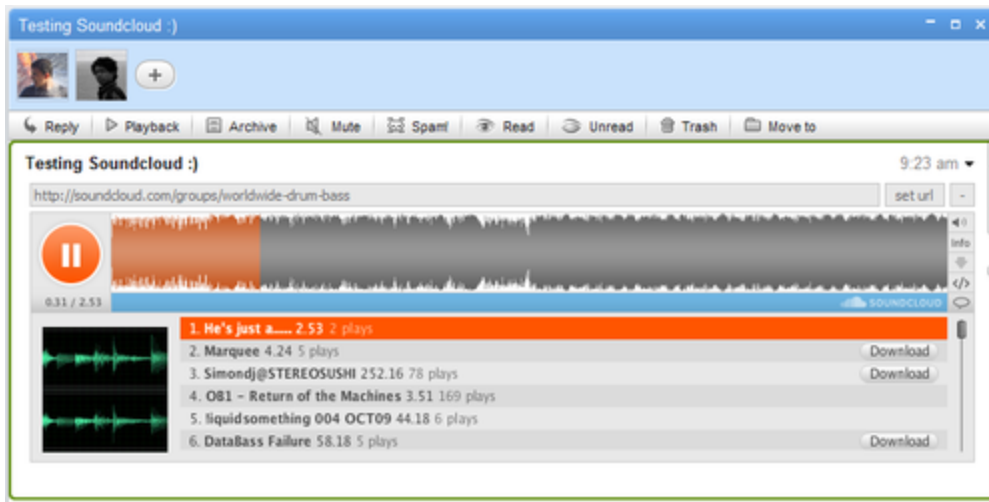 Testing Soundcloud :)
Reply Playback Archive Mute Spam! Read Unread Trash Move to
Testing Soundcloud :) 9:23 am
http://soundcloud.com/groups/worldwide-drum-bass set url -
Info
</>
0.31 / 2.53 SOUNDCLOUD
1. He's just a..... 2.53 2 plays
2. Marquee 4.24 5 plays Download
3. Simondj@STEREOSUSHI 252.16 78 plays Download
4. OB1 - Return of the Machines 3.51 169 plays
5. liquidsomething 004 OCT09 44.18 6 plays
6. DataBass Failure 58.18 5 plays Download